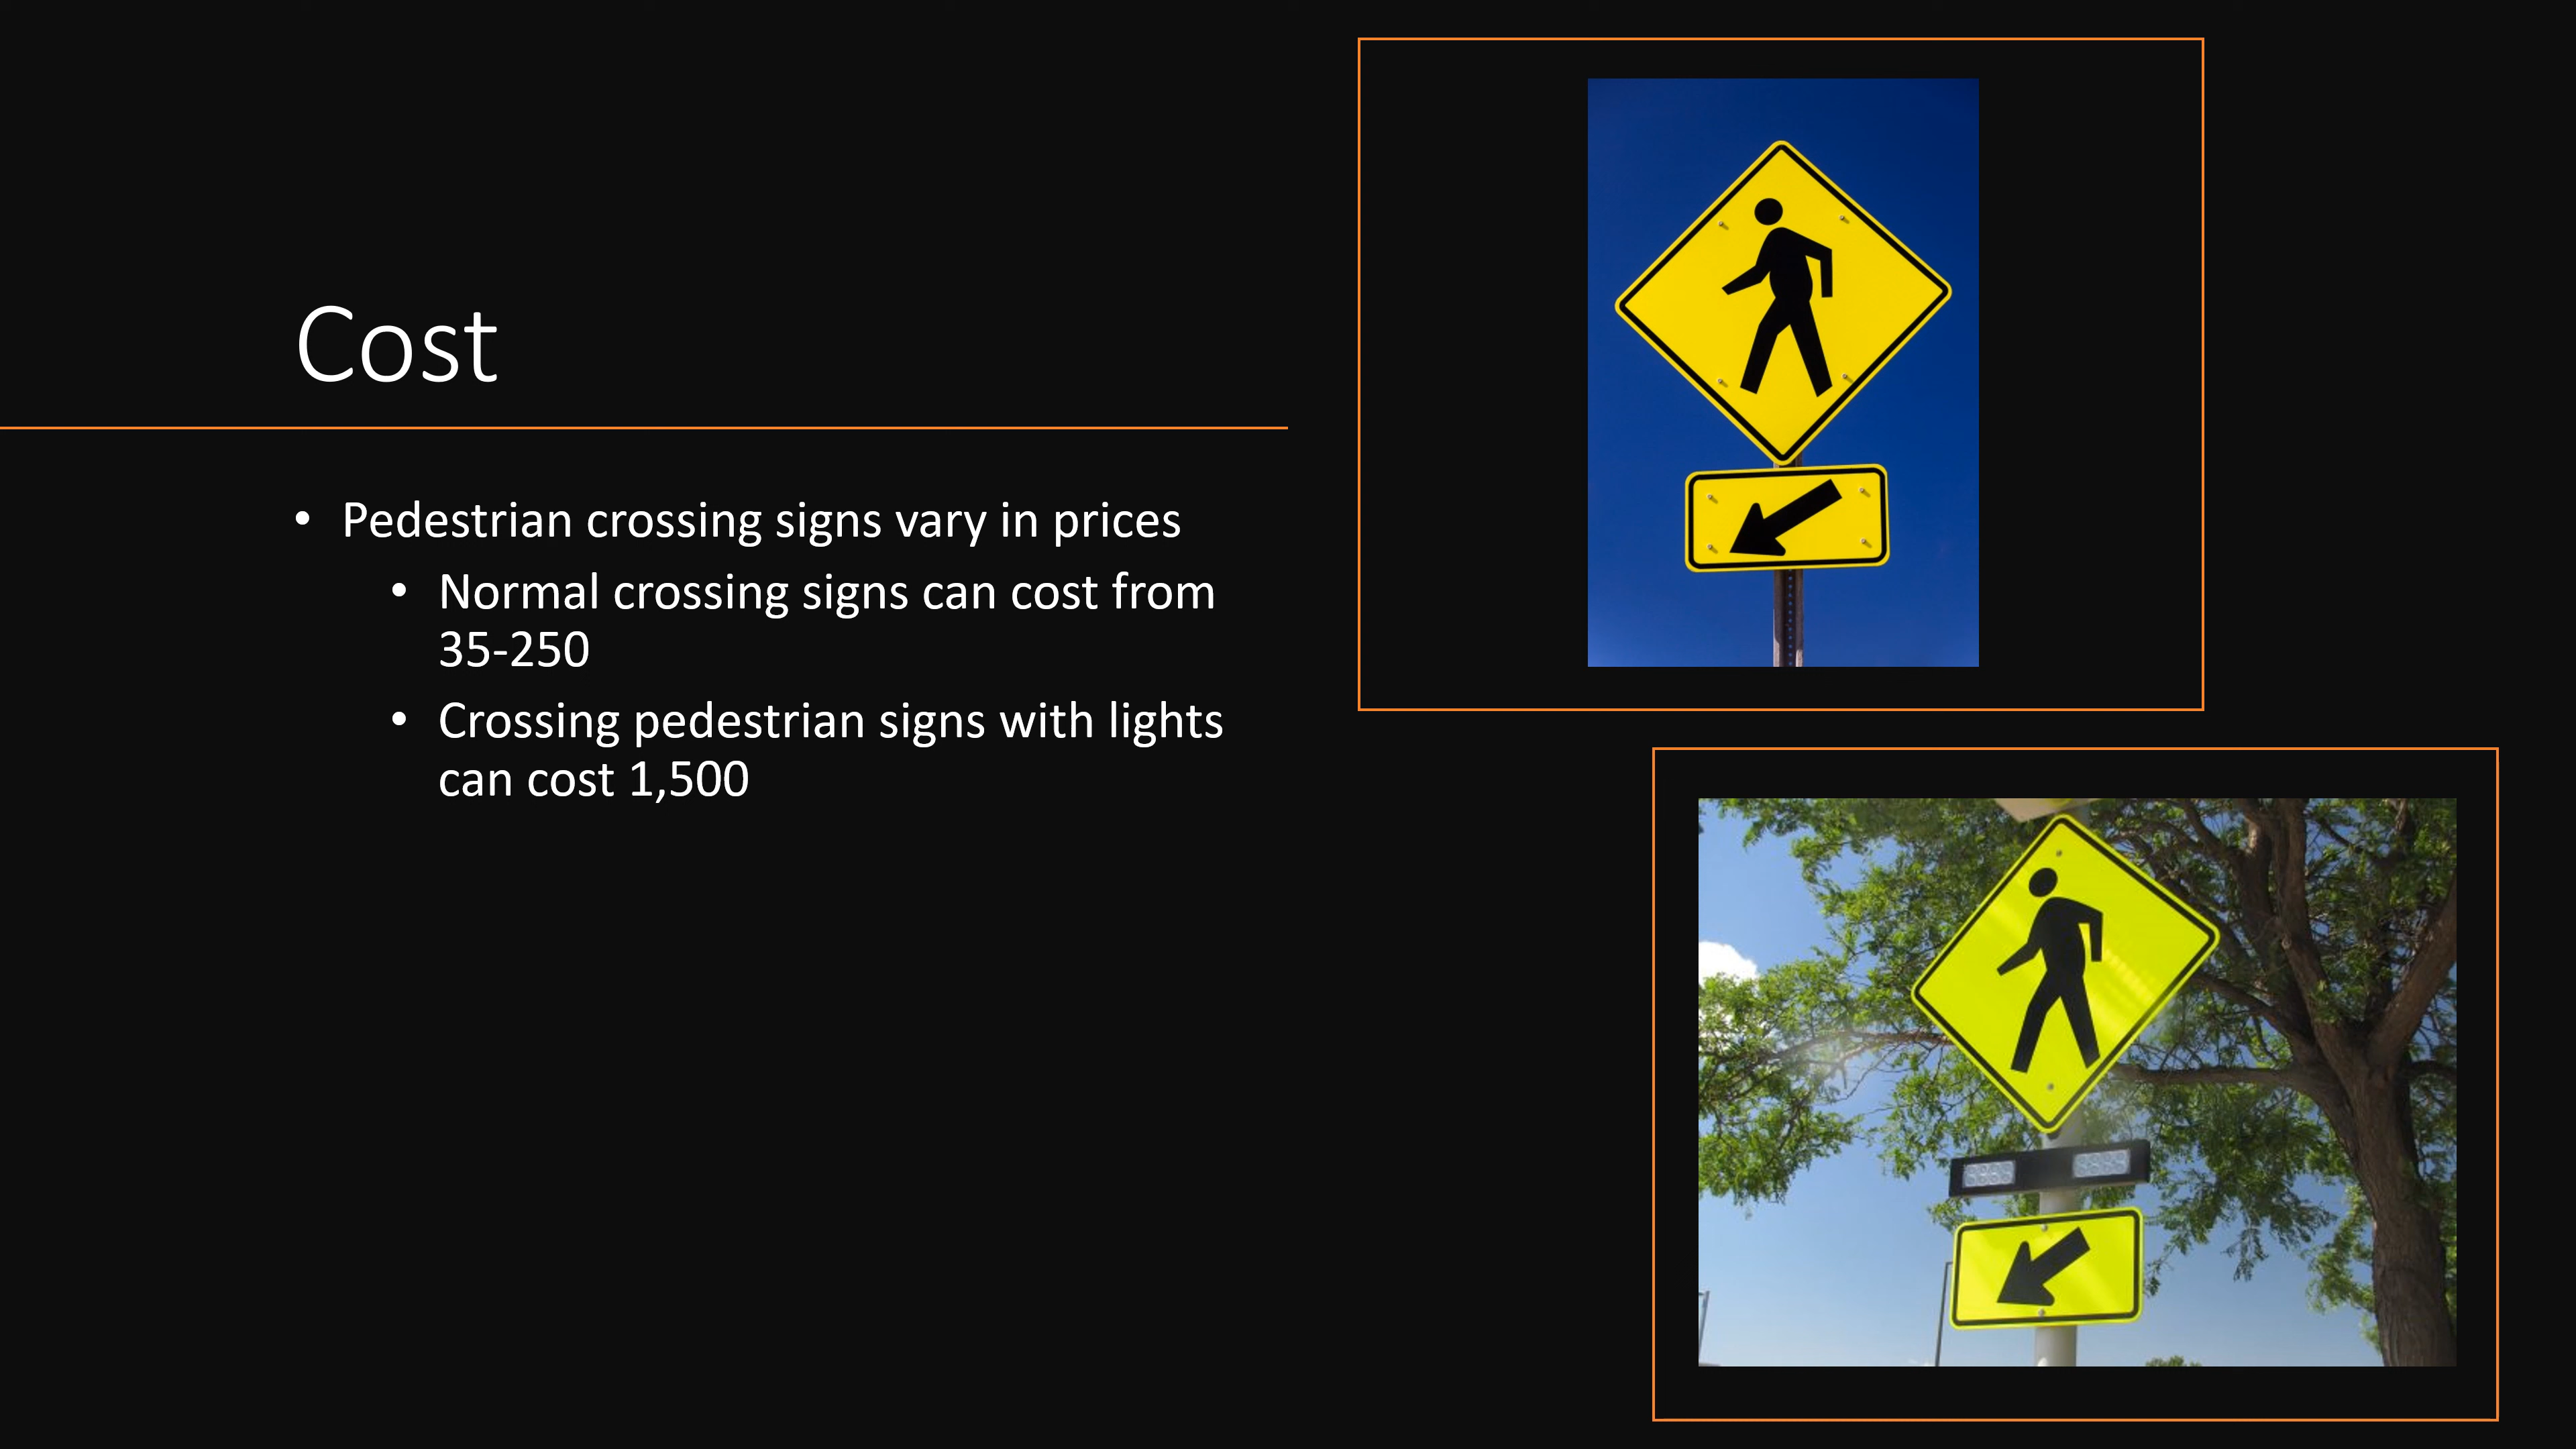 Cost
• Pedestrian crossing signs vary in prices
• Normal crossing signs can cost from
35-250
• Crossing pedestrian signs with lights
can cost 1,500